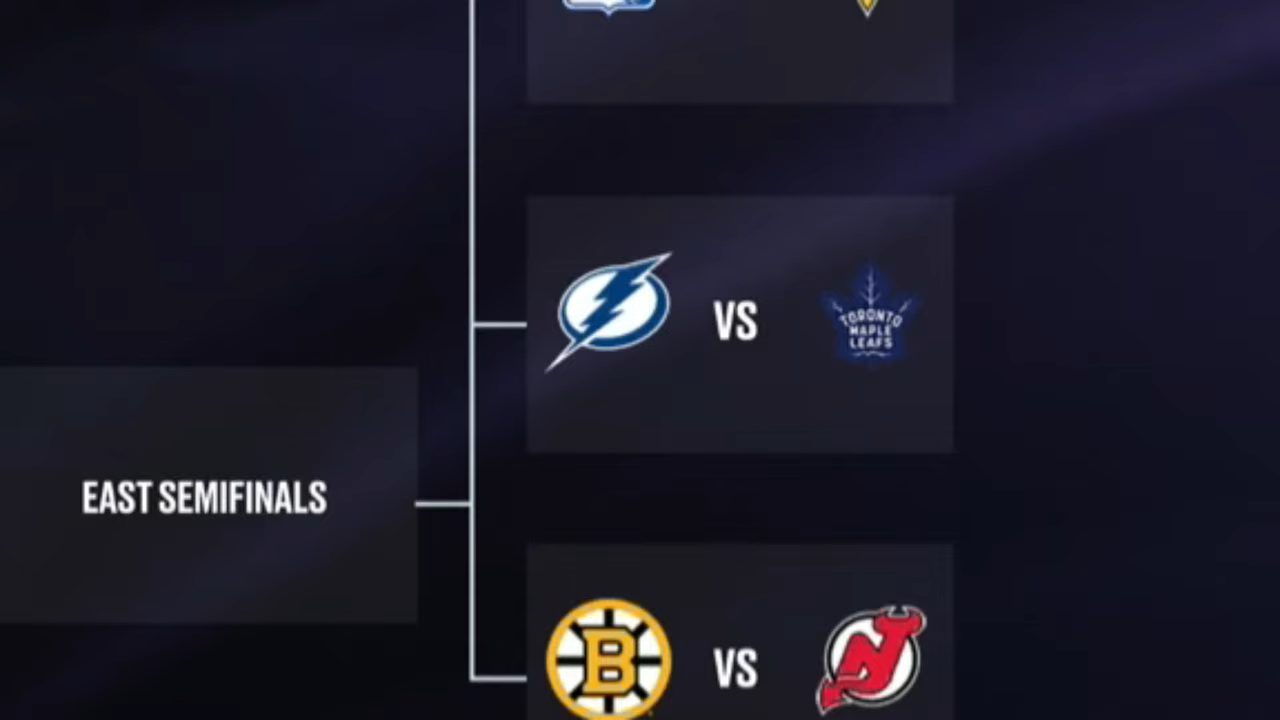 VS
TORONTO
MAPLE
LEAFS
EAST SEMIFINALS
B
VS